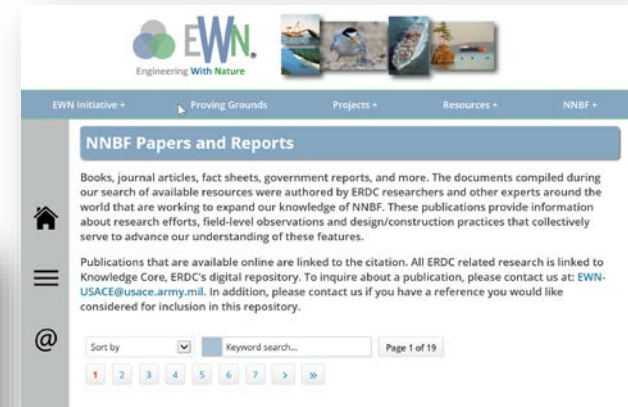 EWN®
Engineering With Nature
EWN Initiative +
Proving Grounds
Projects +
Resources +
NNBF +
NNBF Papers and Reports
Books, journal articles, fact sheets, government reports, and more. The documents compiled during
our search of available resources were authored by ERDC researchers and other experts around the
world that are working to expand our knowledge of NNBF. These publications provide information
about research efforts, field-level observations and design/construction practices that collectively
serve to advance our understanding of these features.
Publications that are available online are linked to the citation. All ERDC related research is linked to
Knowledge Core, ERDC's digital repository. To inquire about a publication, please contact us at: EWN-
USACE@usace.army.mil. In addition, please contact us if you have a reference you would like
considered for inclusion in this repository.
@
Sort by
Keyword search...
Page 1 of 19
1 2 3 4 5 6 7 > »